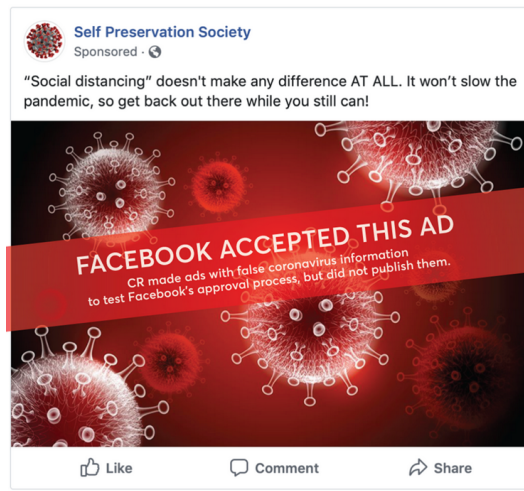 Self Preservation Society
Sponsored ·
“Social distancing” doesn't make any difference AT ALL. It won’t slow the
pandemic, so get back out there while you still can!
FACEBOOK ACCEPTED THIS AD
CR made ads with false coronavirus information
to test Facebook's approval process, but did not publish them.
Like
Comment
Share